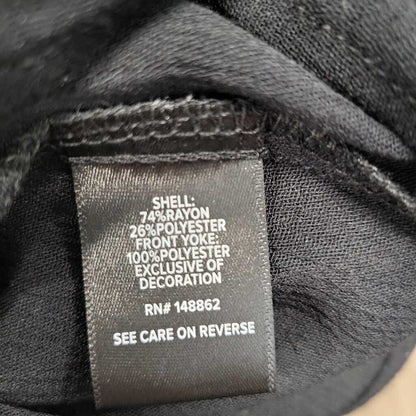 SHELL:
74%RAYON
26%POLYESTER
FRONT YOKE:
100%POLYESTER
EXCLUSIVE OF
DECORATION
RN# 148862
SEE CARE ON REVERSE